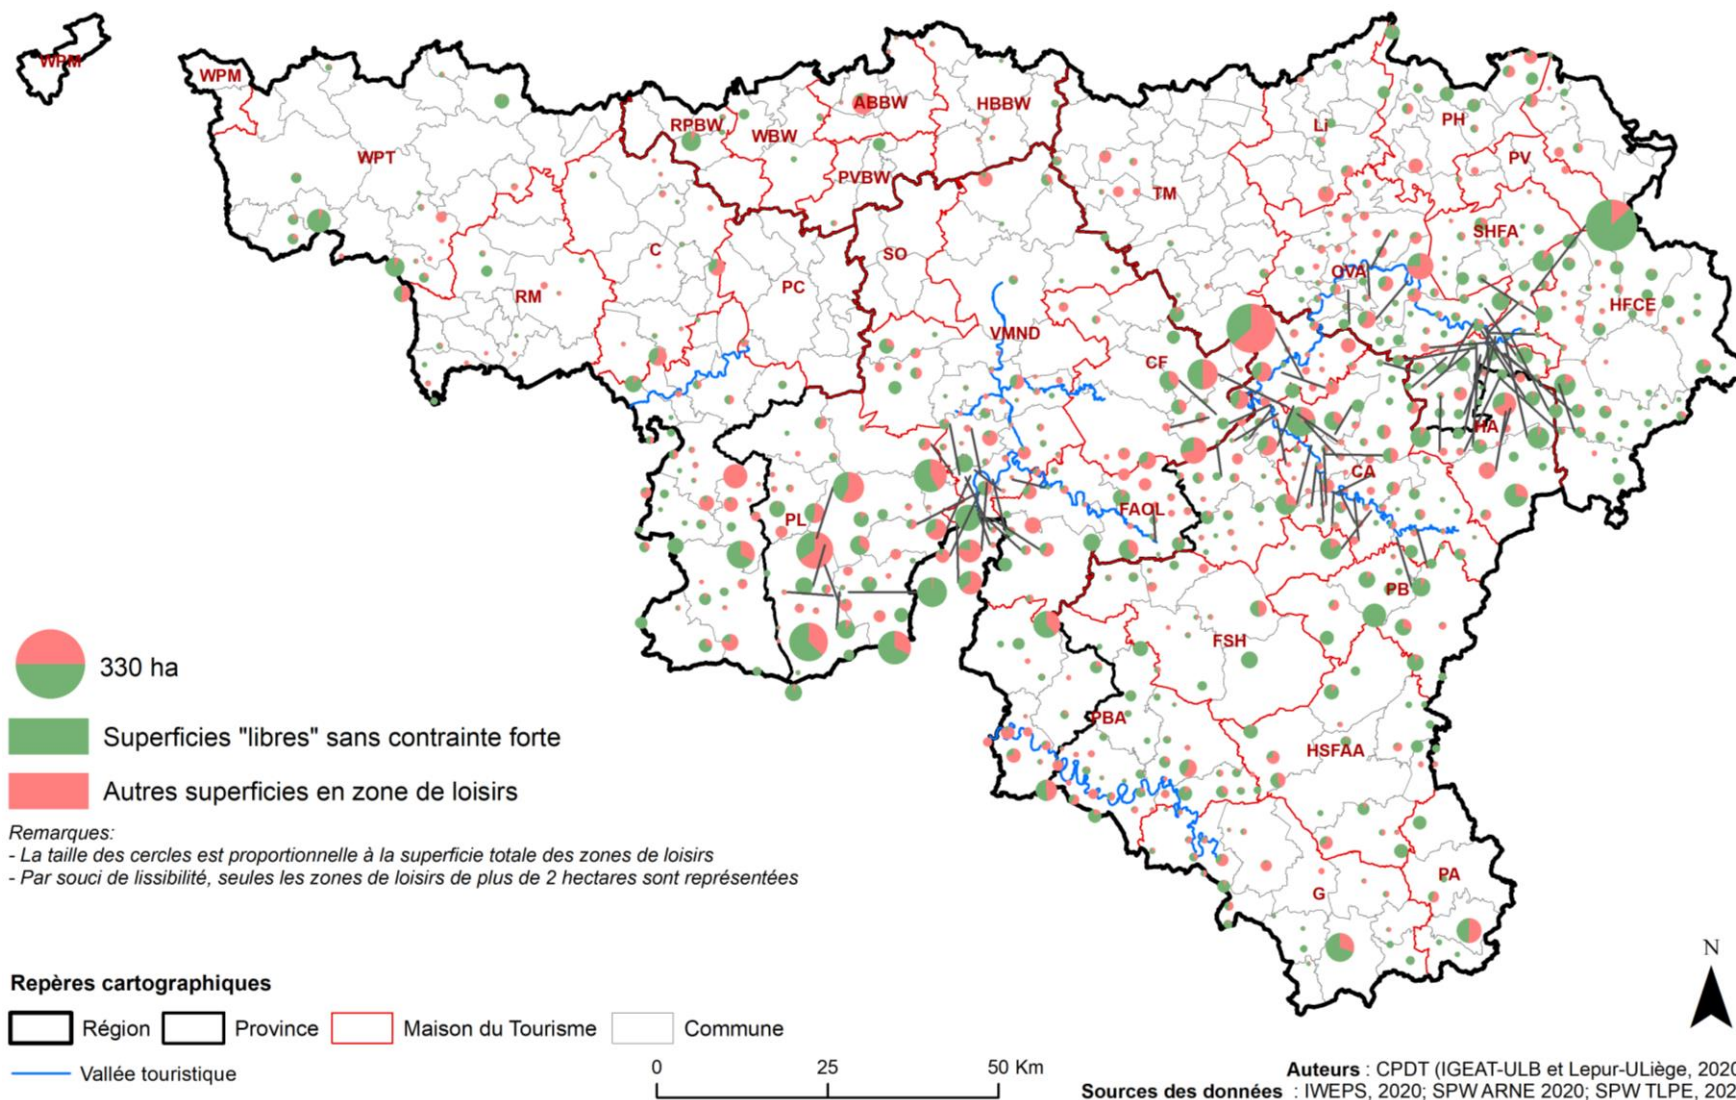 WPM
WPM
WPT
RPBW
WBW
ABBW
HBBW
PVBW
Li
PH
PV
TM
C
SO
RM
PC
VMND
CF
OVA
SHFA
HFCE
HA
CA
PL
FAOL
PB
FSH
PBA
HSFAA
G
PA
330 ha
Superficies "libres" sans contrainte forte
Autres superficies en zone de loisirs
Remarques:
- La taille des cercles est proportionnelle à la superficie totale des zones de loisirs
- Par souci de lissibilité, seules les zones de loisirs de plus de 2 hectares sont représentées
Repères cartographiques
Région Province Maison du Tourisme Commune
Vallée touristique
0 25 50 Km
N
Auteurs : CPDT (IGEAT-ULB et Lepur-ULiège, 2020
Sources des données : IWEPS, 2020; SPW ARNE 2020; SPW TLPE, 202